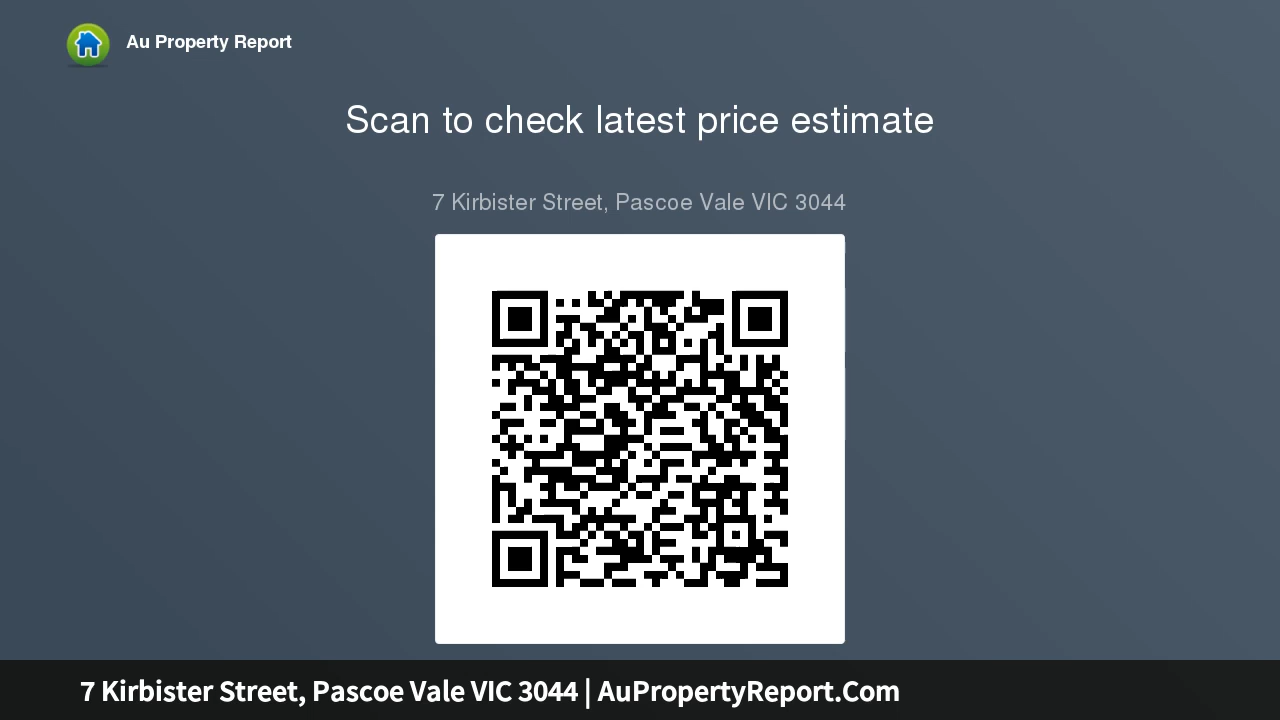 Au Property Report
Scan to check latest price estimate
7 Kirbister Street, Pascoe Vale VIC 3044
7 Kirbister Street, Pascoe Vale VIC 3044 | AuPropertyReport.Com